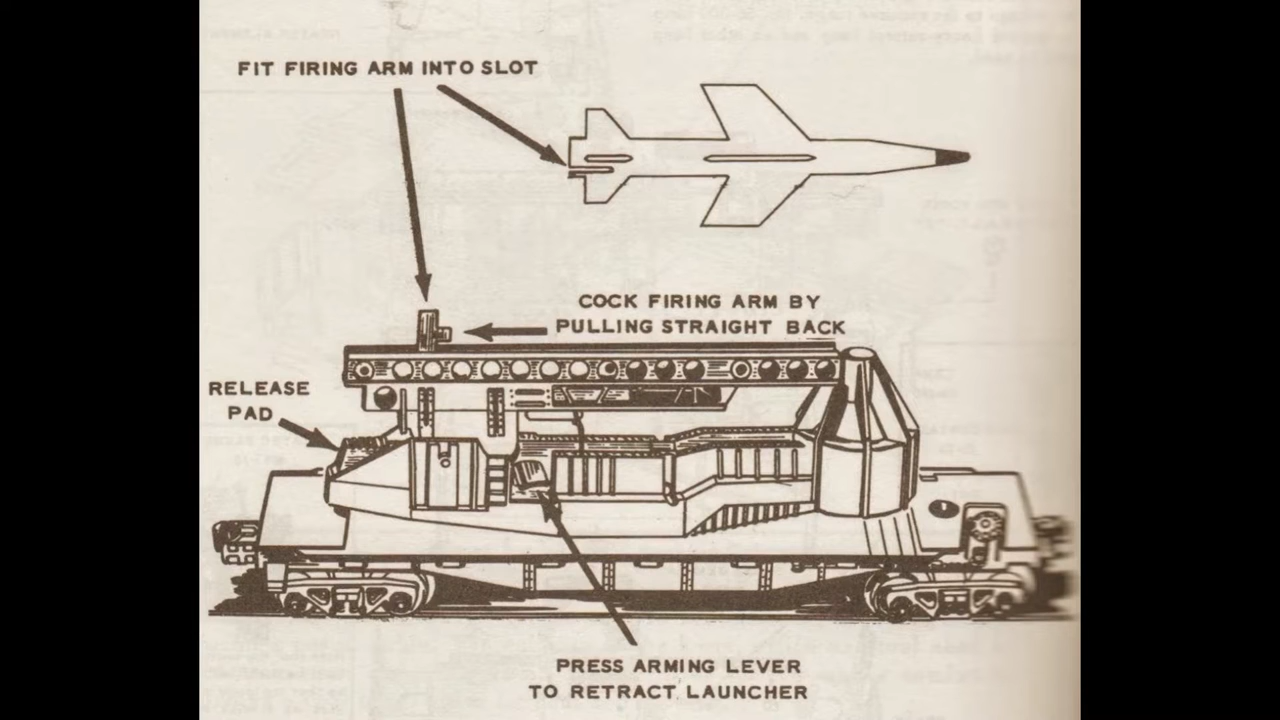 FIT FIRING ARM INTO SLOT
COCK FIRING ARM BY
PULLING STRAIGHT BACK
RELEASE
PAD
PRESS ARMING LEVER
TO RETRACT LAUNCHER